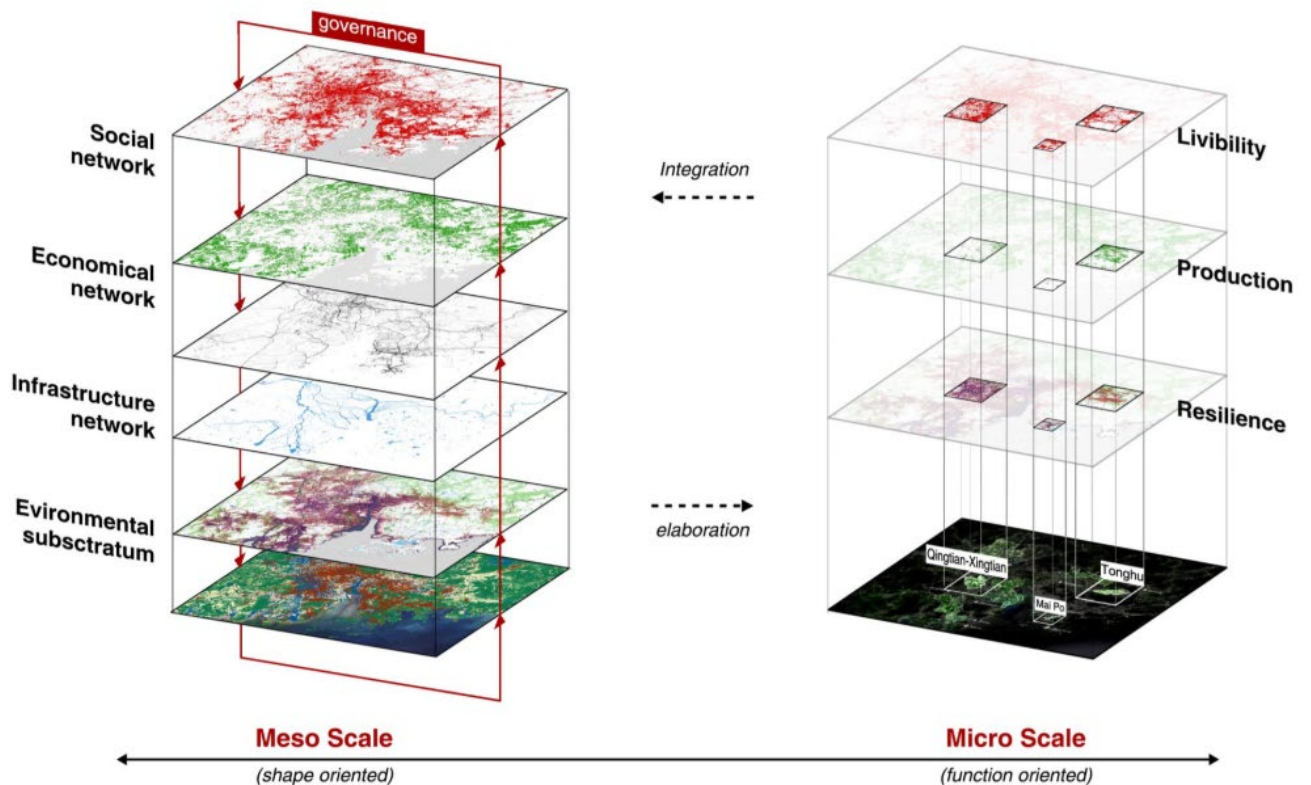 governance
Social
network
Economical
network
Infrastructure
network
Evironmental
subsctratum
Integration
elaboration
Livibility
Production
Resilience
Qingtian-Xingtian
Tonghu
Mai Po
Meso Scale
(shape oriented)
Micro Scale
(function oriented)